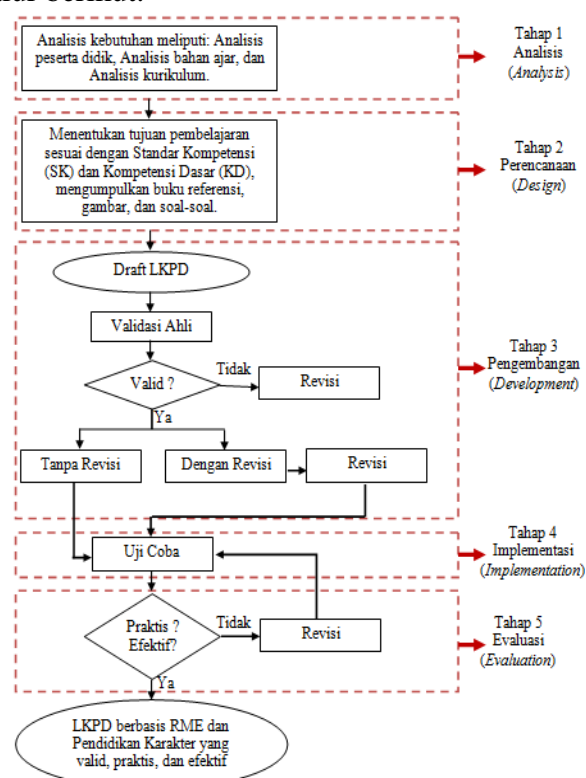 Analisis kebutuhan meliputi: Analisis
peserta didik, Analisis bahan ajar, dan
Analisis kurikulum.
Tahap 1
Analisis
(Analysis)
Menentukan tujuan pembelajaran
sesuai dengan Standar Kompetensi
(SK) dan Kompetensi Dasar (KD),
mengumpulkan buku referensi,
gambar, dan soal-soal.
Tahap 2
Perencanaan
(Design)
Draft LKPD
Validasi Ahli
Valid ?
Tidak
Revisi
Ya
Tanpa Revisi
Dengan Revisi
Revisi
Tahap 3
Pengembangan
(Development)
Uji Coba
Tahap 4
Implementasi
(Implementation)
Praktis ?
Efektif?
Tidak
Revisi
Ya
Tahap 5
Evaluasi
(Evaluation)
LKPD berbasis RME dan
Pendidikan Karakter yang
valid, praktis, dan efektif